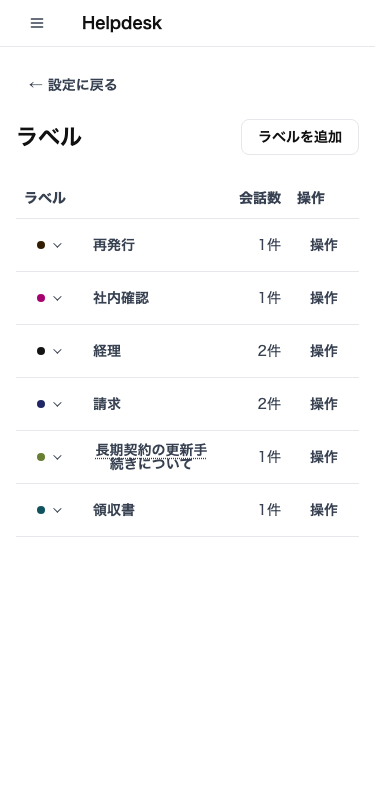 Helpdesk
← 設定に戻る
ラベル
ラベルを追加
ラベル 会話数 操作
再発行 1件 操作
社内確認 1件 操作
経理 2件 操作
請求 2件 操作
長期契約の更新手
続きについて 1件 操作
領収書 1件 操作